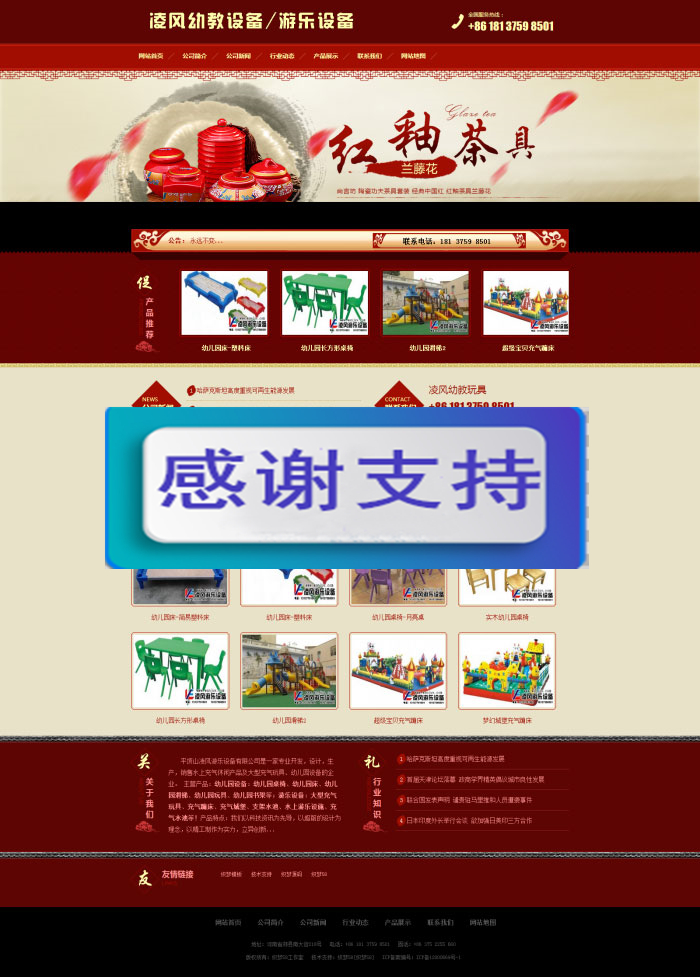 凌风幼教设备/游乐设备
全国服务热线：
+86 181 3759 8501
网站首页 公司简介 公司新闻 行业动态 产品展示 联系我们 网站地图
Glaze tea
红釉茶具
兰藤花
公告： 永远不变...
联系电话：181 3759 8501
促
产品推荐
幼儿园床-塑料床 幼儿园长方形桌椅 幼儿园滑梯2 超级宝贝充气蹦床
NEWS
1 哈萨克斯坦高度重视可再生能源发展
CONTACT
凌风幼教玩具
+86 181 3759 8501
感谢支持
幼儿园床-简易塑料床 幼儿园床-塑料床 幼儿园桌椅-月亮桌 实木幼儿园桌椅
幼儿园长方形桌椅 幼儿园滑梯2 超级宝贝充气蹦床 梦幻城堡充气蹦床
关
关于我们
平顶山凌风游乐设备有限公司是一家专业开发，设计，生
产，销售水上充气休闲产品及大型充气玩具、幼儿园设备的企
业。 主营产品：幼儿园设备：幼儿园桌椅、幼儿园床、幼儿
园滑梯、幼儿园玩具、幼儿园书架等；游乐设备：大型充气
玩具、充气蹦床、充气城堡、支架水池、水上游乐设施、充
气水池等！产品特点：我们以科技资讯为先导，以超前的设计为
理念，以精工制作为实力，立异创新...
礼
行业知识
1 哈萨克斯坦高度重视可再生能源发展
2 首届天津论坛落幕 政商学界精英倡议城市良性发展
3 联合国发表声明 谴责驻马里维和人员遭袭事件
4 日本印度外长举行会谈 欲加强日美印三方合作
友
友情链接
织梦模板 技术支持 织梦源码 织梦58
网站首页 公司简介 公司新闻 行业动态 产品展示 联系我们 网站地图